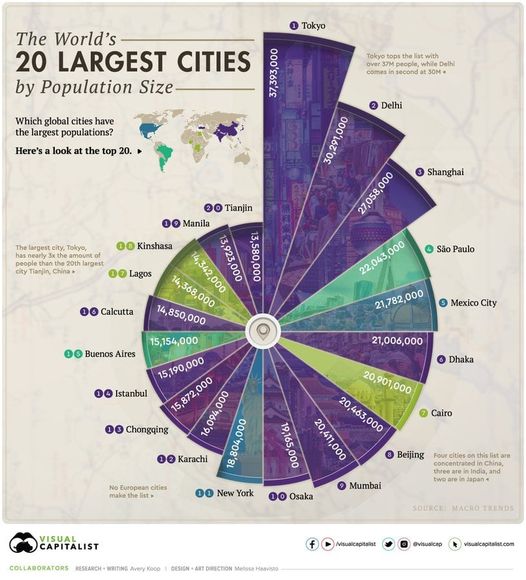 The World's
20 LARGEST CITIES
by Population Size
Which global cities have
the largest populations?
Here's a look at the top 20. ▸
1 Tokyo
37,393,000
Tokyo tops the list with
over 37M people, while Delhi
comes in second at 30M ◂
2 Delhi
30,291,000
3 Shanghai
27,058,000
4 São Paulo
22,043,000
5 Mexico City
21,782,000
6 Dhaka
21,006,000
7 Cairo
20,901,000
8 Beijing
20,463,000
9 Mumbai
20,411,000
10 Osaka
19,165,000
11 New York
18,804,000
12 Karachi
16,094,000
13 Chongqing
15,872,000
14 Istanbul
15,190,000
15 Buenos Aires
15,154,000
16 Calcutta
14,850,000
17 Lagos
14,368,000
18 Kinshasa
14,342,000
19 Manila
13,923,000
20 Tianjin
13,580,000
The largest city, Tokyo,
has nearly 3x the amount of
people than the 20th largest
city Tianjin, China ▸
No European cities
make the list ▸
Four cities on this list are
concentrated in China,
three are in India, and
two are in Japan ◂
SOURCE: MACRO TRENDS
VISUAL
CAPITALIST
/visualcapitalist
@visualcap
visualcapitalist.com
COLLABORATORS RESEARCH + WRITING Avery Koop | DESIGN + ART DIRECTION Melissa Haavisto